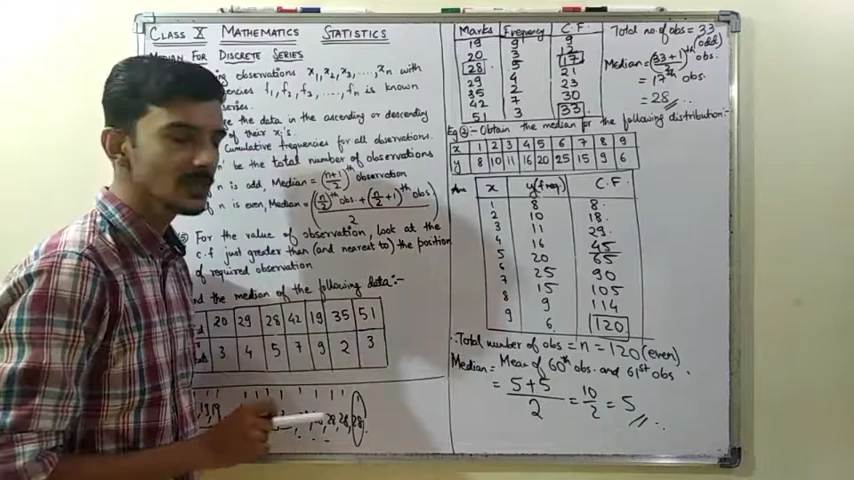 CLASS X MATHEMATICS STATISTICS
MEDIAN FOR DISCRETE SERIES
observations x₁, x₂, x₃, ..., xₙ with
f₁, f₂, f₃, ..., fₙ is known
the data in the ascending or descending
of their xᵢ's.
Cumulative frequencies for all observations.
be the total number of observations
n is odd, Median = ((n+1)/2)ᵗʰ observation
n is even, Median = ((n/2)ᵗʰ obs. + (n/2 + 1)ᵗʰ obs)/2
For the value of observation, look at the
c.f just greater than (and nearest to) the position
of required observation
the median of the following data:-
20 29 28 42 19 35 51
3 4 5 7 9 2 3
28, 28, 28
Marks Frequency C.F
19 9 9
20 3 12
28 5 17
29 4 21
35 2 23
42 7 30
51 3 33
Total no. of obs = 33 (odd)
Median = ((33+1)/2)ᵗʰ obs.
= 17ᵗʰ obs.
= 28
Eg ② :- Obtain the median for the following distribution:-
x 1 2 3 4 5 6 7 8 9
y 8 10 11 16 20 25 15 9 6
Ans
x y(freq.) C.F
1 8 8
2 10 18
3 11 29
4 16 45
5 20 65
6 25 90
7 15 105
8 9 114
9 6 120
Total number of obs = n = 120 (even)
Median = Mean of 60ᵗʰ obs. and 61ˢᵗ obs
= (5+5)/2 = 10/2 = 5